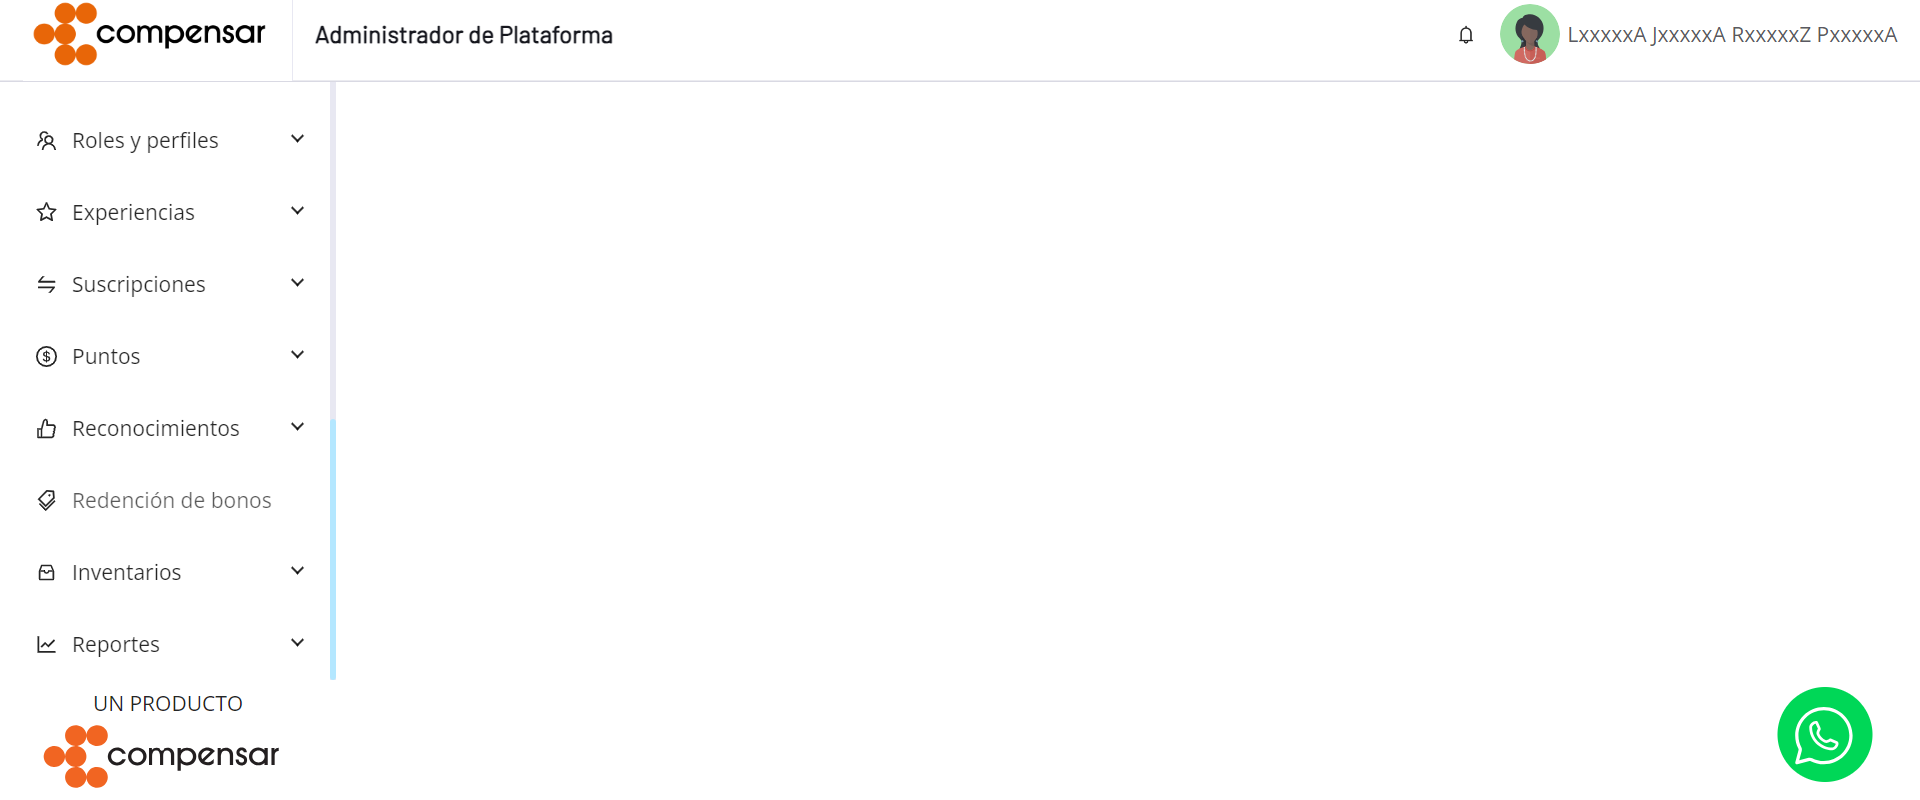 compensar
Administrador de Plataforma
LxxxxxA JxxxxxA RxxxxxZ PxxxxxA
Roles y perfiles
Experiencias
Suscripciones
Puntos
Reconocimientos
Redención de bonos
Inventarios
Reportes
UN PRODUCTO
compensar